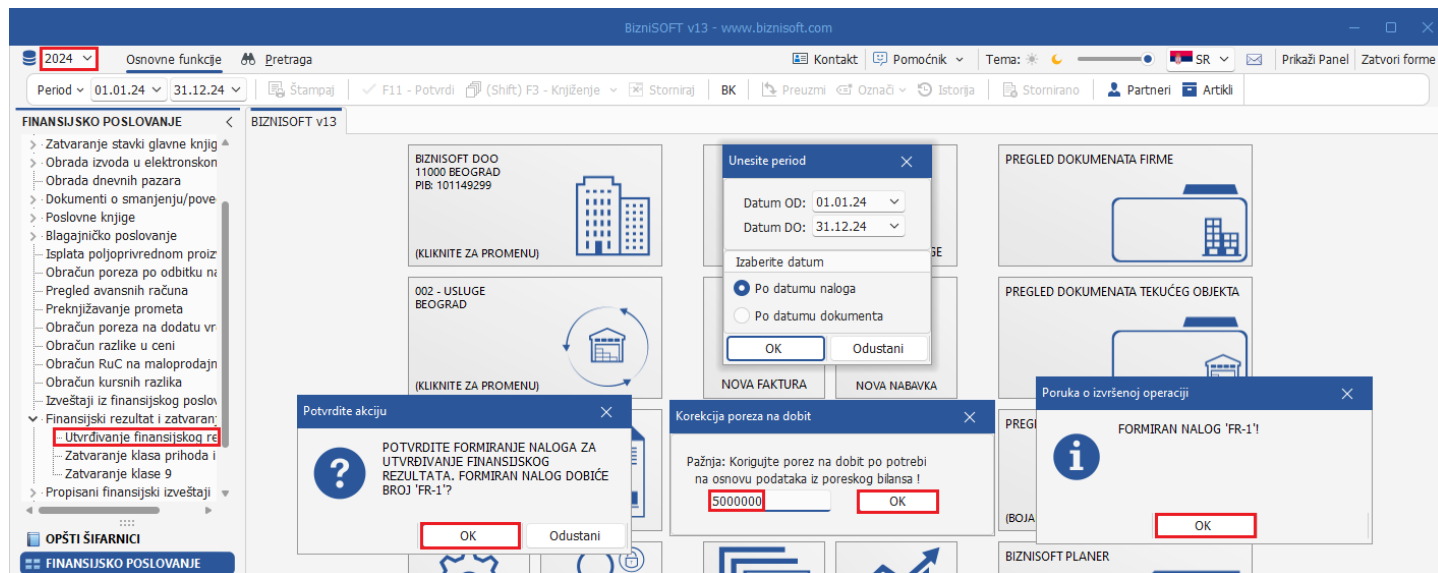 BizniSOFT v13 - www.biznisoft.com
2024 Osnovne funkcije Pretraga Kontakt Pomoćnik Tema: SR Prikaži Panel Zatvori forme
Period 01.01.24 31.12.24 Štampaj F11 - Potvrdi (Shift) F3 - Knjiženje Storniraj BK Preuzmi Označi Istorija Stornirano Partneri Artikli
FINANSIJSKO POSLOVANJE
BIZNISOFT v13
Zatvaranje stavki glavne knjig
Obrada izvoda u elektronskon
Obrada dnevnih pazara
Dokumenti o smanjenju/pove
Poslovne knjige
Blagajničko poslovanje
Isplata poljoprivrednom proiz
Obračun poreza po odbitku na
Pregled avansnih računa
Preknjižavanje prometa
Obračun poreza na dodatu vr
Obračun razlike u ceni
Obračun RuC na maloprodajn
Obračun kursnih razlika
Izveštaji iz finansijskog poslov
Finansijski rezultat i zatvaran
Utvrđivanje finansijskog re
Zatvaranje klasa prihoda i
Zatvaranje klase 9
Propisani finansijski izveštaji
OPŠTI ŠIFARNICI
FINANSIJSKO POSLOVANJE
BIZNISOFT DOO
11000 BEOGRAD
PIB: 101149299
(KLIKNITE ZA PROMENU)
002 - USLUGE
BEOGRAD
(KLIKNITE ZA PROMENU)
Unesite period
Datum OD: 01.01.24
Datum DO: 31.12.24
GE
Izaberite datum
Po datumu naloga
Po datumu dokumenta
OK Odustani
NOVA FAKTURA NOVA NABAVKA
PREGLED DOKUMENATA FIRME
PREGLED DOKUMENATA TEKUĆEG OBJEKTA
Potvrdite akciju
POTVRDITE FORMIRANJE NALOGA ZA
UTVRĐIVANJE FINANSIJSKOG
REZULTATA. FORMIRAN NALOG DOBIĆE
BROJ 'FR-1'?
OK Odustani
Korekcija poreza na dobit
Pažnja: Korigujte porez na dobit po potrebi
na osnovu podataka iz poreskog bilansa !
5000000 OK
PREG
(BOJA
Poruka o izvršenoj operaciji
FORMIRAN NALOG 'FR-1'!
OK
BIZNISOFT PLANER